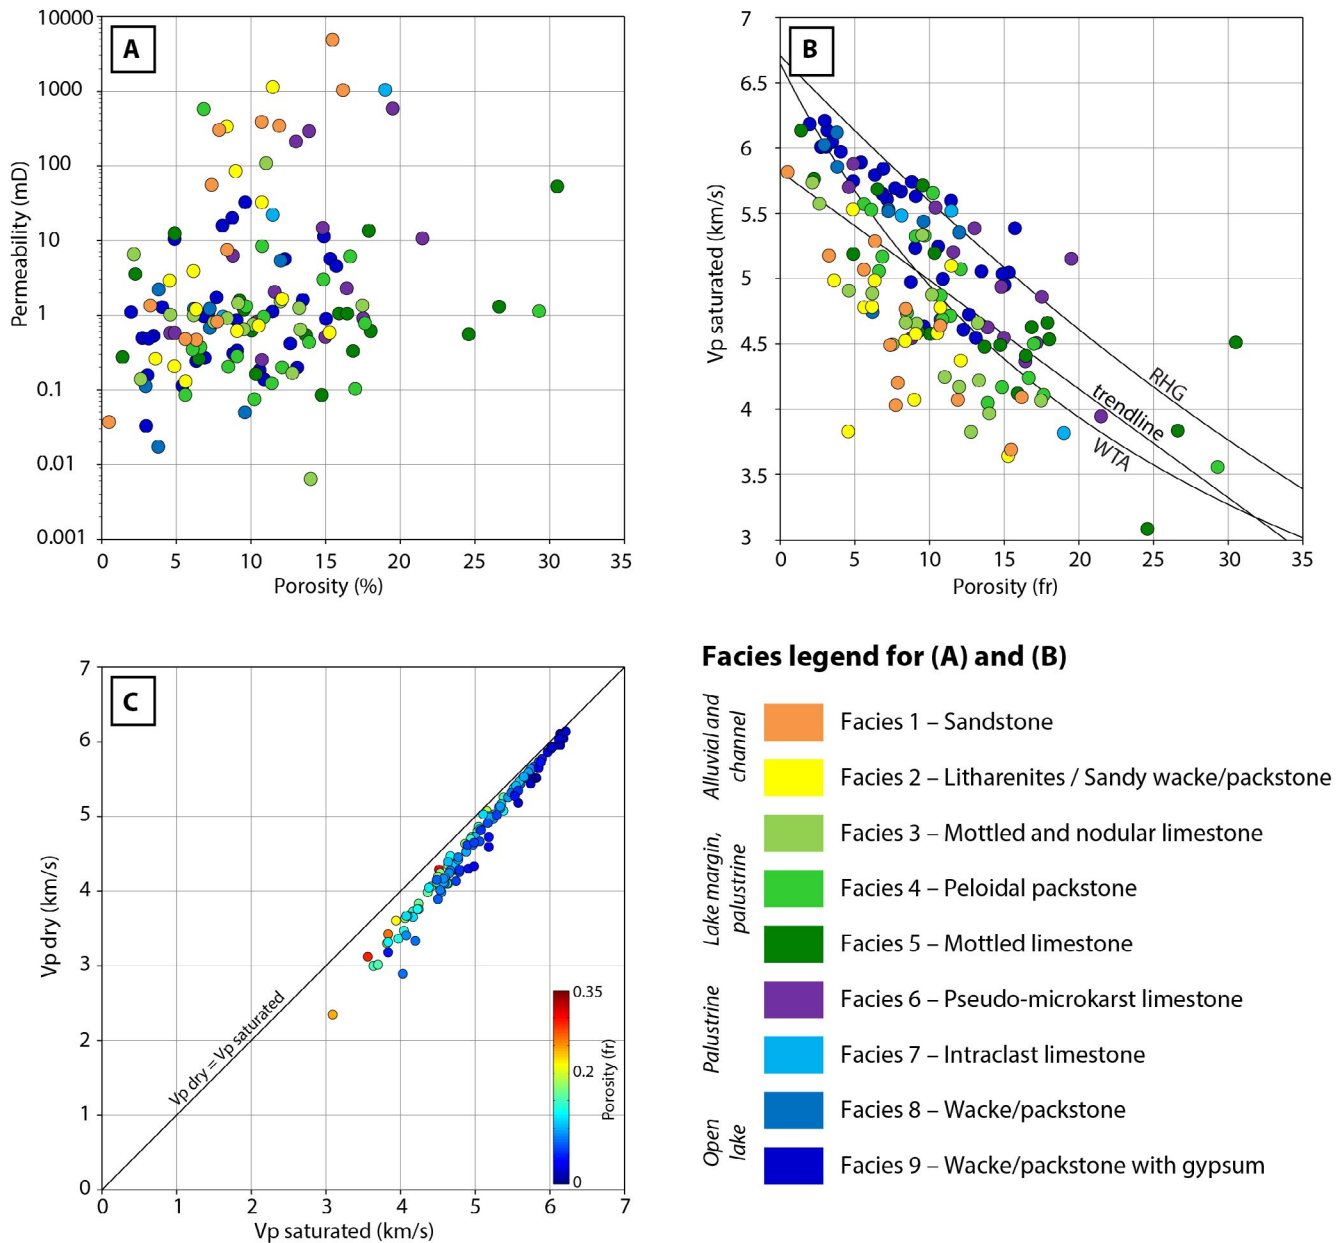 A
10000
1000
100
10
1
0.1
0.01
0.001
Permeability (mD)
0 5 10 15 20 25 30 35
Porosity (%)
B
7
6.5
6
5.5
5
4.5
4
3.5
3
Vp saturated (km/s)
RHG
trendline
WTA
0 5 10 15 20 25 30 35
Porosity (fr)
C
7
6
5
4
3
2
1
0
Vp dry (km/s)
Vp dry = Vp saturated
0.35
0.2
0
Porosity (fr)
0 1 2 3 4 5 6 7
Vp saturated (km/s)
Facies legend for (A) and (B)
Alluvial and
channel
Facies 1 – Sandstone
Facies 2 – Litharenites / Sandy wacke/packstone
Lake margin,
palustrine
Facies 3 – Mottled and nodular limestone
Facies 4 – Peloidal packstone
Facies 5 – Mottled limestone
Palustrine
Facies 6 – Pseudo-microkarst limestone
Facies 7 – Intraclast limestone
Open
lake
Facies 8 – Wacke/packstone
Facies 9 – Wacke/packstone with gypsum